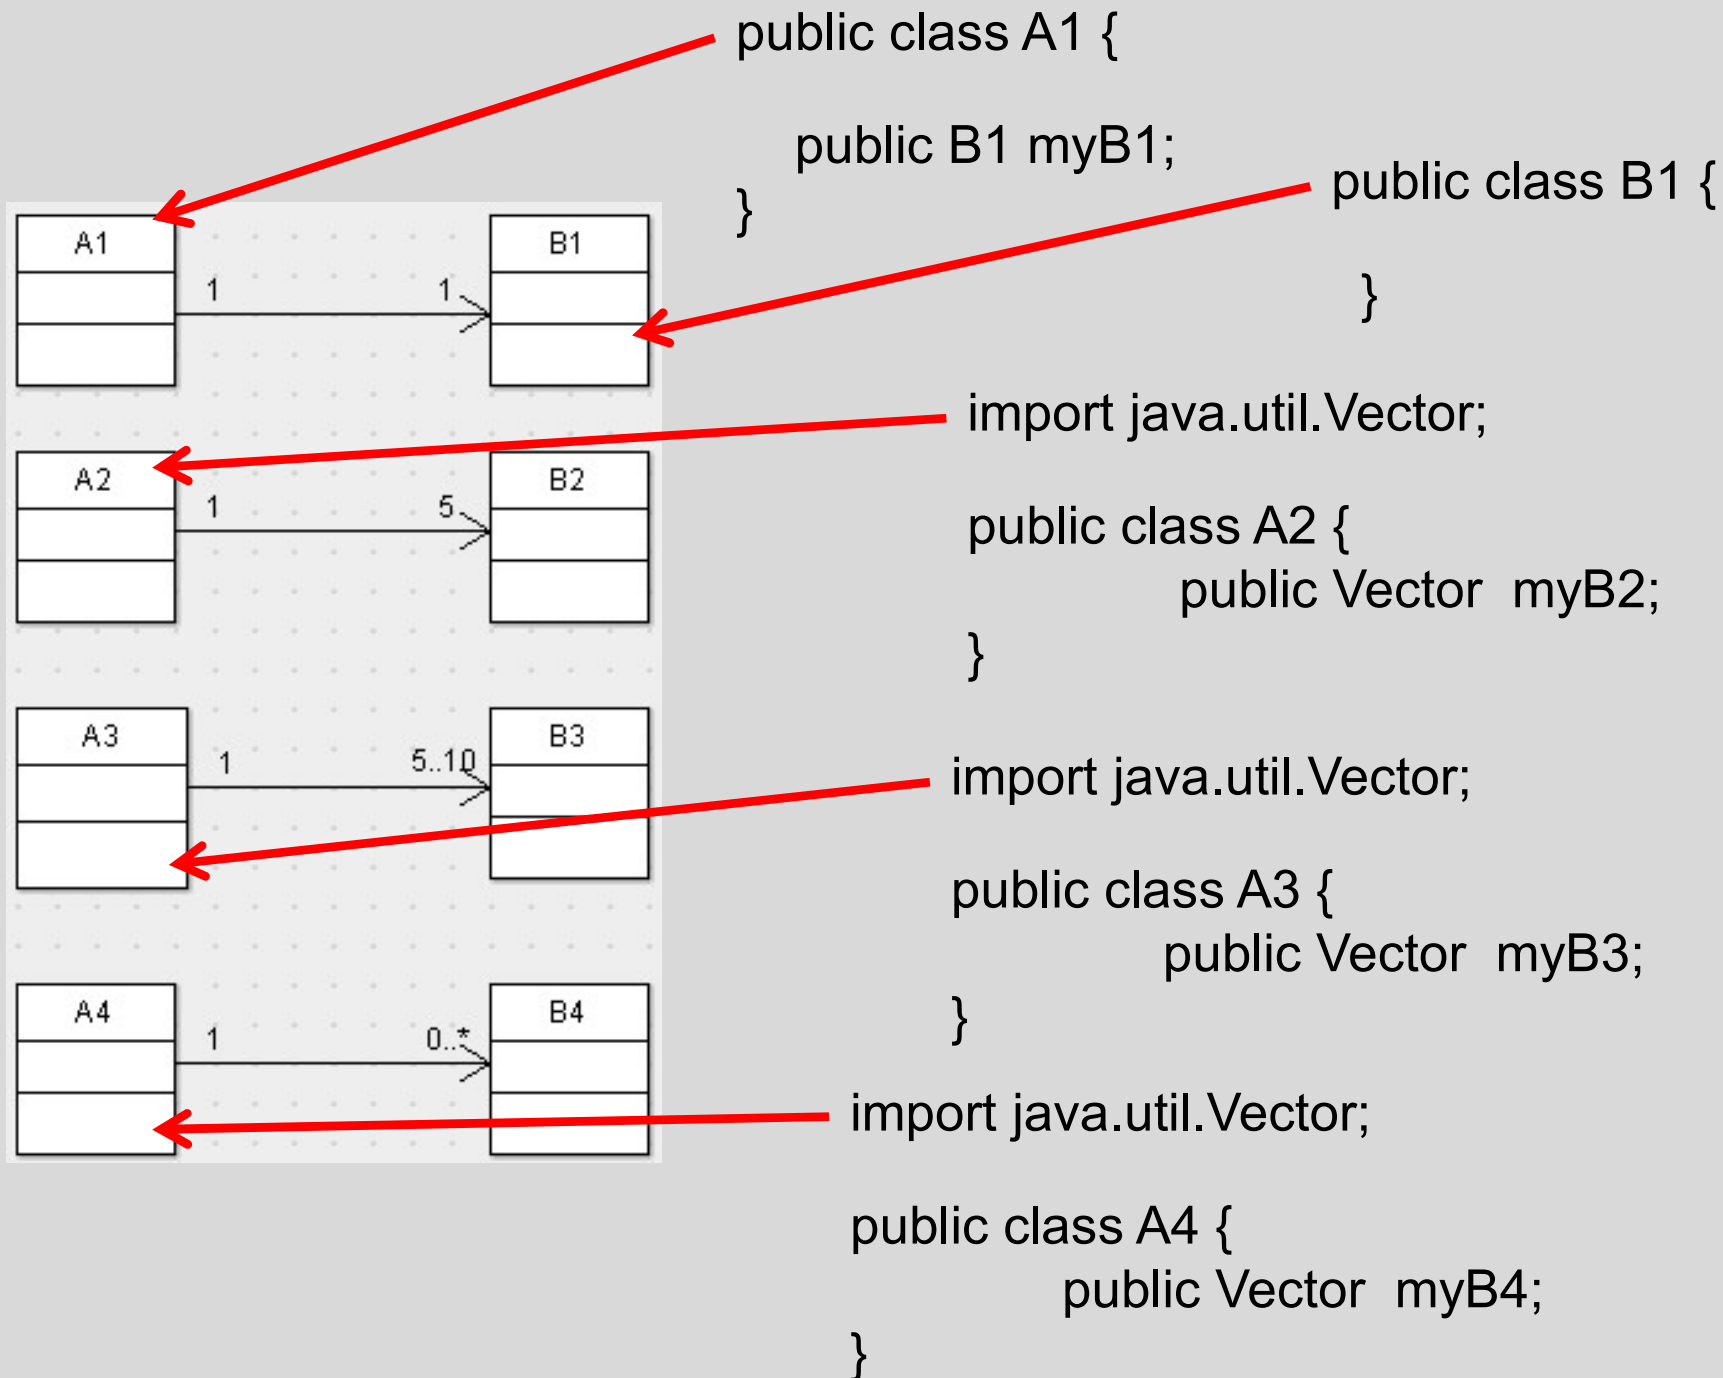 public class A1 {
public B1 myB1;
}
public class B1 {
}
A1
1
1
B1
import java.util.Vector;
public class A2 {
public Vector myB2;
}
A2
1
5
B2
import java.util.Vector;
public class A3 {
public Vector myB3;
}
A3
1
5..10
B3
import java.util.Vector;
public class A4 {
public Vector myB4;
}
A4
1
0..*
B4